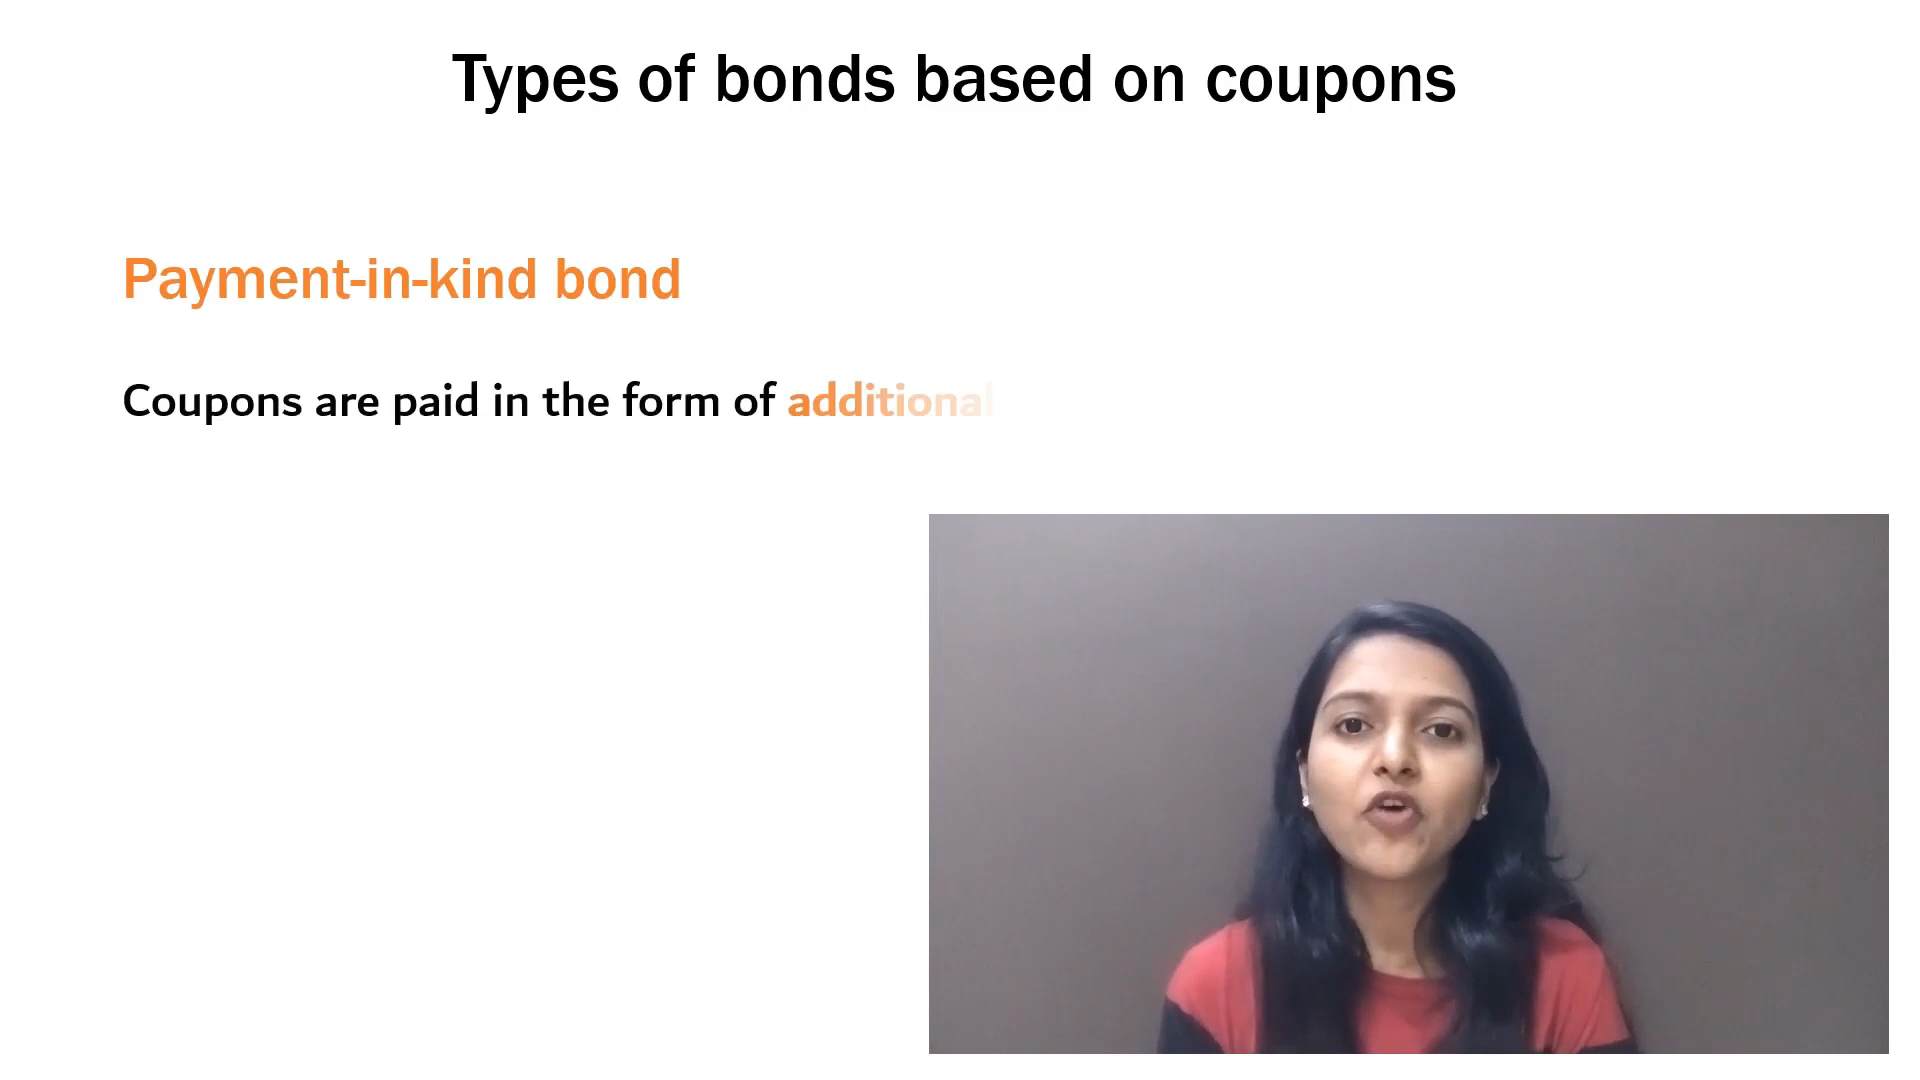 Types of bonds based on coupons
Payment-in-kind bond
Coupons are paid in the form of additional